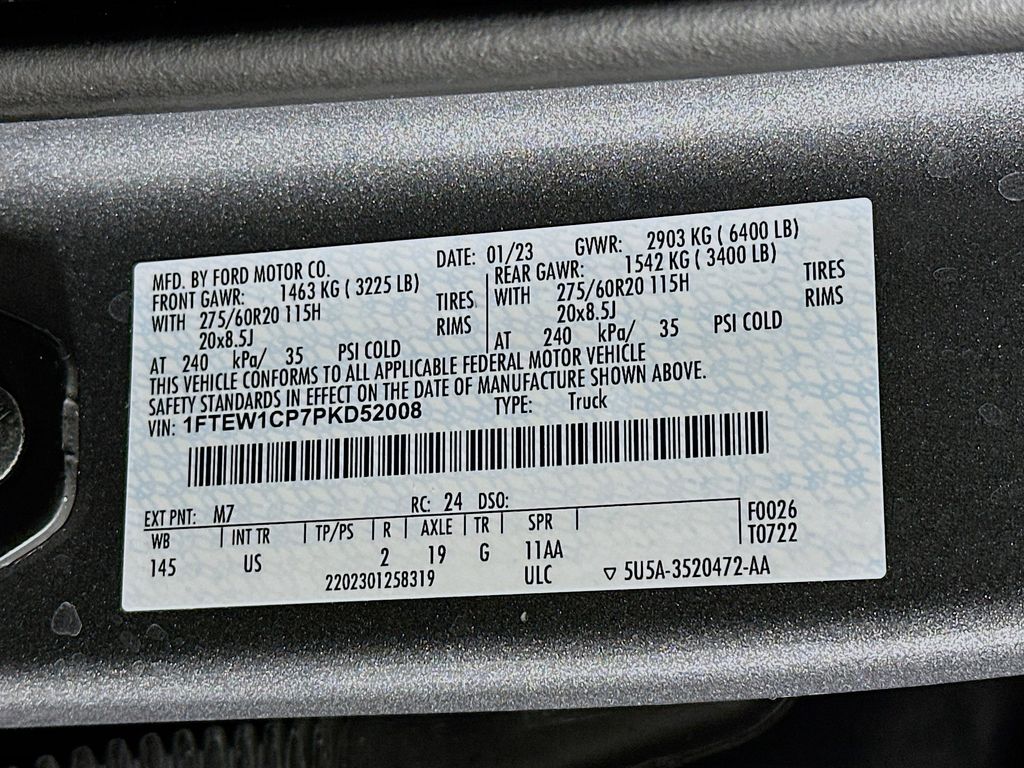 MFD. BY FORD MOTOR CO. DATE: 01/23 GVWR: 2903 KG ( 6400 LB)
FRONT GAWR: 1463 KG ( 3225 LB) REAR GAWR: 1542 KG ( 3400 LB)
WITH 275/60R20 115H TIRES WITH 275/60R20 115H TIRES
20x8.5J RIMS 20x8.5J RIMS
AT 240 kPa/ 35 PSI COLD AT 240 kPa/ 35 PSI COLD
THIS VEHICLE CONFORMS TO ALL APPLICABLE FEDERAL MOTOR VEHICLE
SAFETY STANDARDS IN EFFECT ON THE DATE OF MANUFACTURE SHOWN ABOVE.
VIN: 1FTEW1CP7PKD52008 TYPE: Truck
EXT PNT: M7 RC: 24 DSO:
WB INT TR TP/PS R AXLE TR SPR F0026
145 US 2 19 G 11AA T0722
2202301258319 ULC ▽ 5U5A-3520472-AA